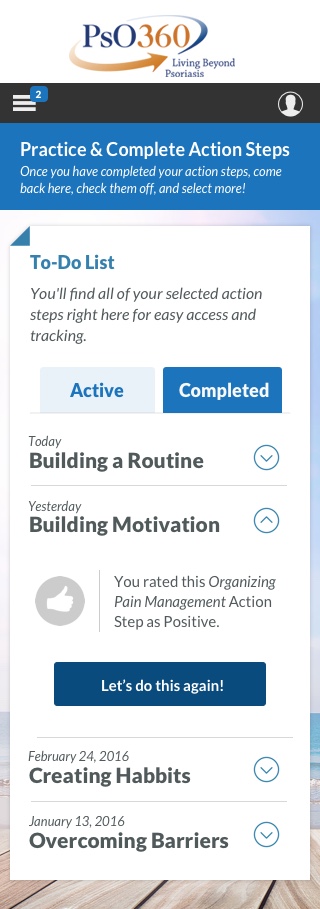 PsO360
Living Beyond
Psoriasis
2
Practice & Complete Action Steps
Once you have completed your action steps, come
back here, check them off, and select more!
To-Do List
You'll find all of your selected action
steps right here for easy access and
tracking.
Active
Completed
Today
Building a Routine
Yesterday
Building Motivation
You rated this Organizing
Pain Management Action
Step as Positive.
Let's do this again!
February 24, 2016
Creating Habbits
January 13, 2016
Overcoming Barriers